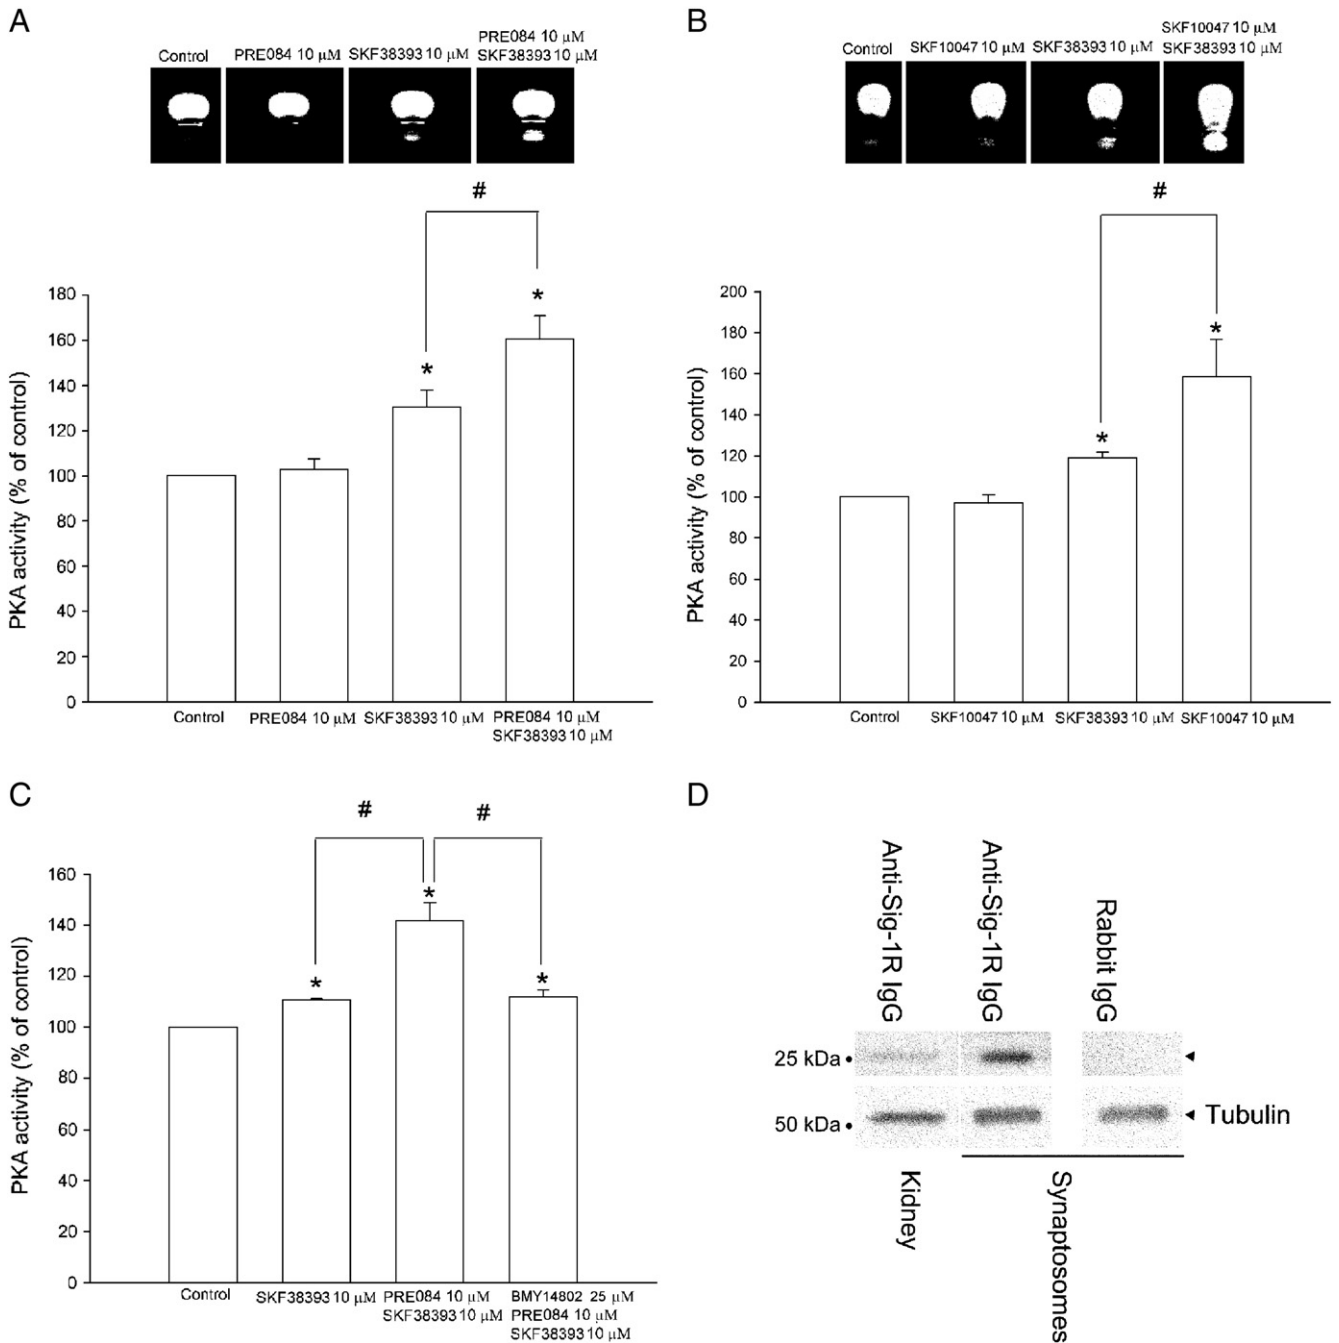 A
Control
PRE084 10 μM
SKF38393 10 μM
PRE084 10 μM
SKF38393 10 μM
#
*
*
180
160
140
120
100
80
60
40
20
0
PKA activity (% of control)
Control
PRE084 10 μM
SKF38393 10 μM
PRE084 10 μM
SKF38393 10 μM
B
Control
SKF10047 10 μM
SKF38393 10 μM
SKF10047 10 μM
SKF38393 10 μM
#
*
*
200
180
160
140
120
100
80
60
40
20
0
PKA activity (% of control)
Control
SKF10047 10 μM
SKF38393 10 μM
SKF10047 10 μM
C
#
#
*
*
*
160
140
120
100
80
60
40
20
0
PKA activity (% of control)
Control
SKF38393 10 μM
PRE084 10 μM
SKF38393 10 μM
BMY14802 25 μM
PRE084 10 μM
SKF38393 10 μM
D
Anti-Sig-1R IgG
Anti-Sig-1R IgG
Rabbit IgG
25 kDa
50 kDa
Tubulin
Kidney
Synaptosomes